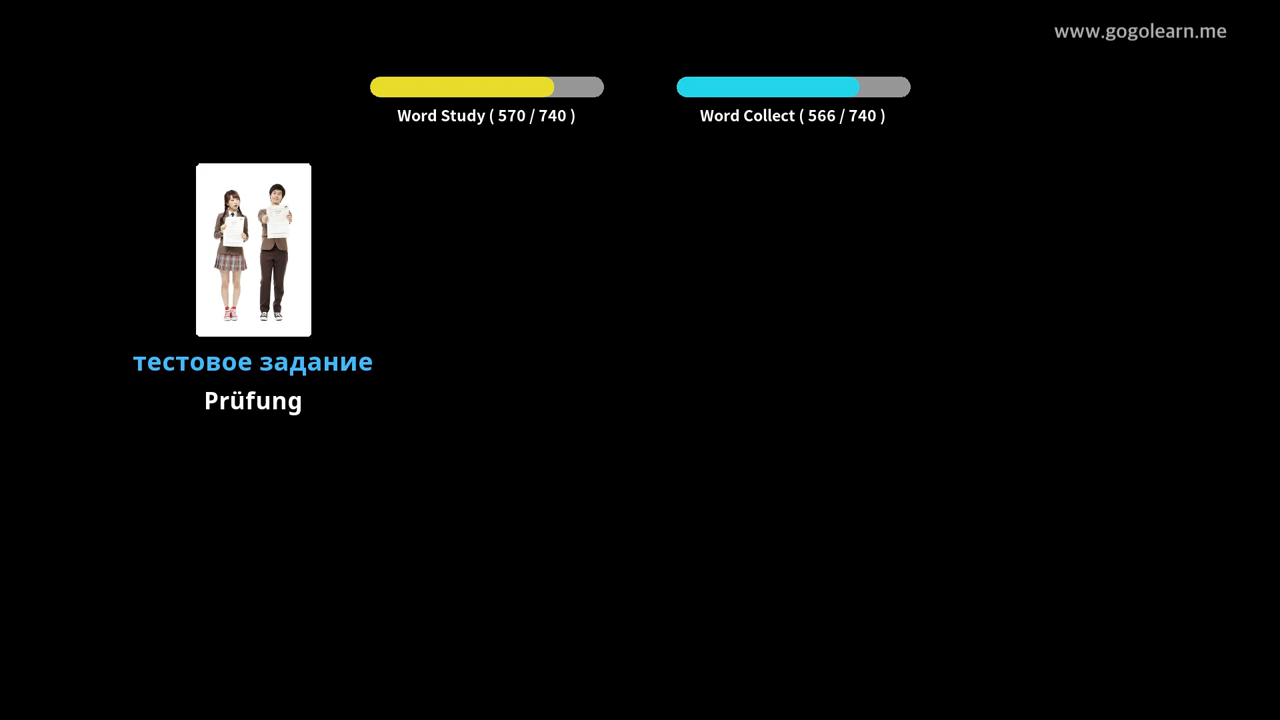 www.gogolearn.me
Word Study ( 570 / 740 )
Word Collect ( 566 / 740 )
тестовое задание
Prüfung